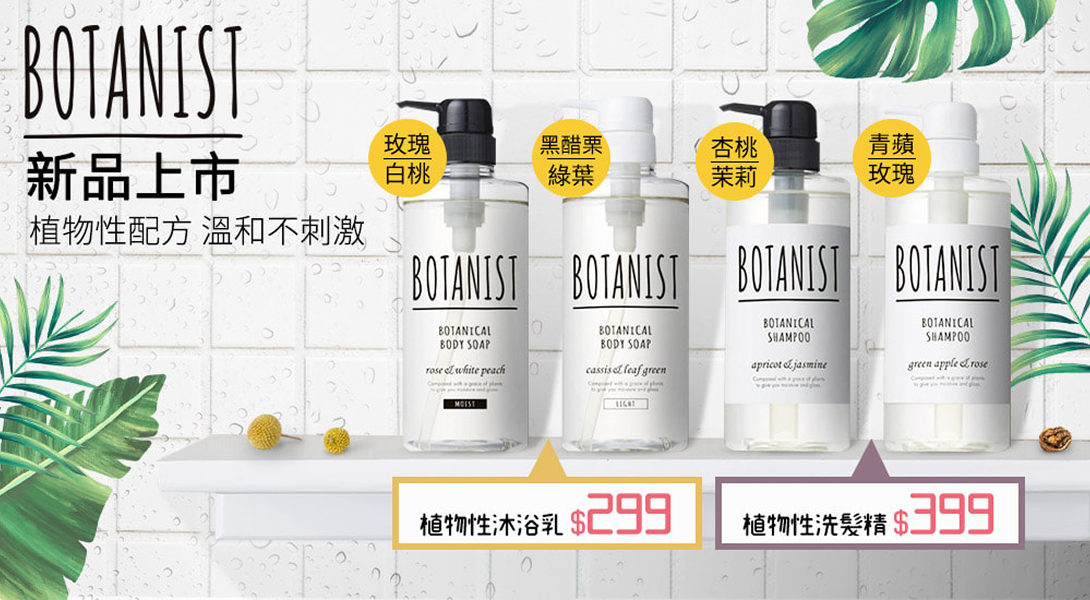 BOTANIST
新品上市
植物性配方 溫和不刺激
玫瑰
白桃
黑醋栗
綠葉
杏桃
茉莉
青蘋
玫瑰
BOTANIST
BOTANICAL
BODY SOAP
rose & white peach
Composed with a grace of plants
to give you moisture and gloss.
MOIST
BOTANIST
BOTANICAL
BODY SOAP
cassis & leaf green
Composed with a grace of plants
to give you moisture and gloss.
LIGHT
BOTANIST
BOTANICAL
SHAMPOO
apricot & jasmine
Composed with a grace of plants
to give you moisture and gloss.
BOTANIST
BOTANICAL
SHAMPOO
green apple & rose
Composed with a grace of plants
to give you moisture and gloss.
植物性沐浴乳 $299
植物性洗髮精 $399